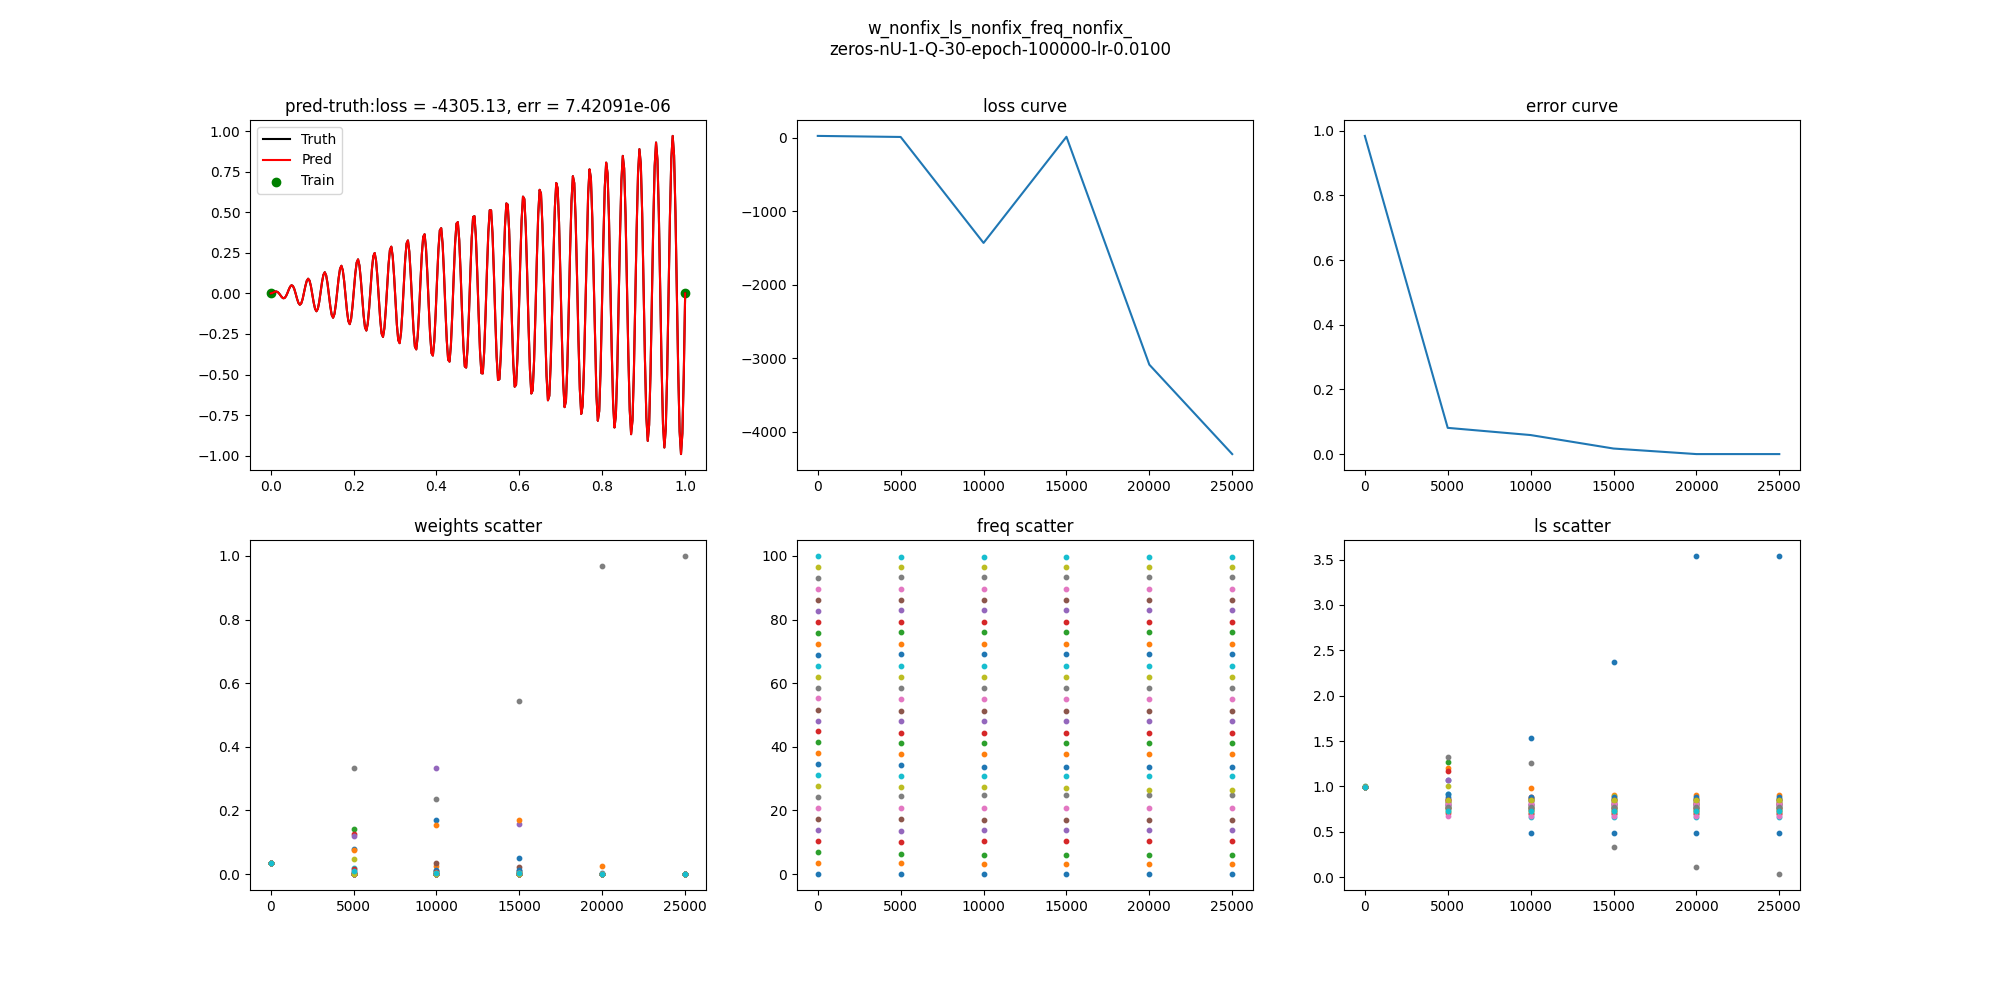 w_nonfix_ls_nonfix_freq_nonfix_
zeros-nU-1-Q-30-epoch-100000-lr-0.0100
pred-truth:loss = -4305.13, err = 7.42091e-06
1.00
0.75
0.50
0.25
0.00
−0.25
−0.50
−0.75
−1.00
Truth
Pred
Train
0.0 0.2 0.4 0.6 0.8 1.0
loss curve
0
−1000
−2000
−3000
−4000
0 5000 10000 15000 20000 25000
error curve
1.0
0.8
0.6
0.4
0.2
0.0
0 5000 10000 15000 20000 25000
weights scatter
1.0
0.8
0.6
0.4
0.2
0.0
0 5000 10000 15000 20000 25000
freq scatter
100
80
60
40
20
0
0 5000 10000 15000 20000 25000
ls scatter
3.5
3.0
2.5
2.0
1.5
1.0
0.5
0.0
0 5000 10000 15000 20000 25000